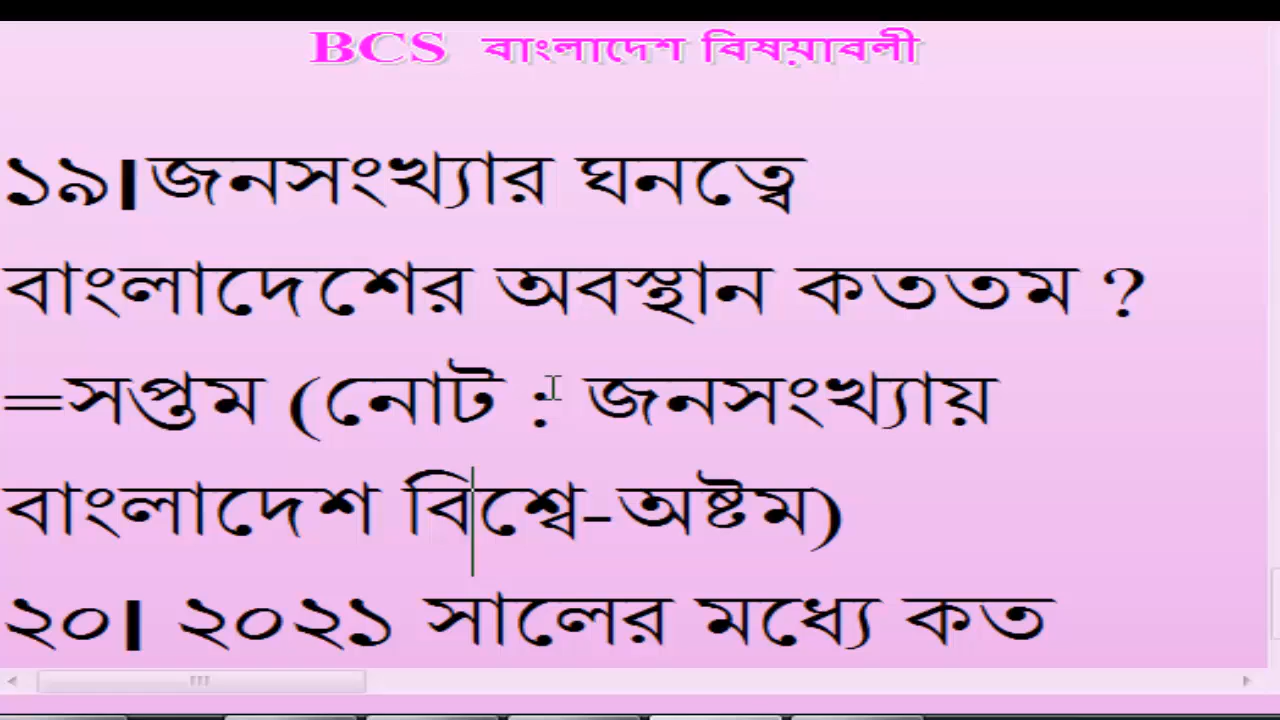 BCS বাংলাদেশ বিষয়াবলী
১৯।জনসংখ্যার ঘনত্বে
বাংলাদেশের অবস্থান কততম ?
=সপ্তম (নোট : জনসংখ্যায়
বাংলাদেশ বিশ্বে-অষ্টম)
২০। ২০২১ সালের মধ্যে কত